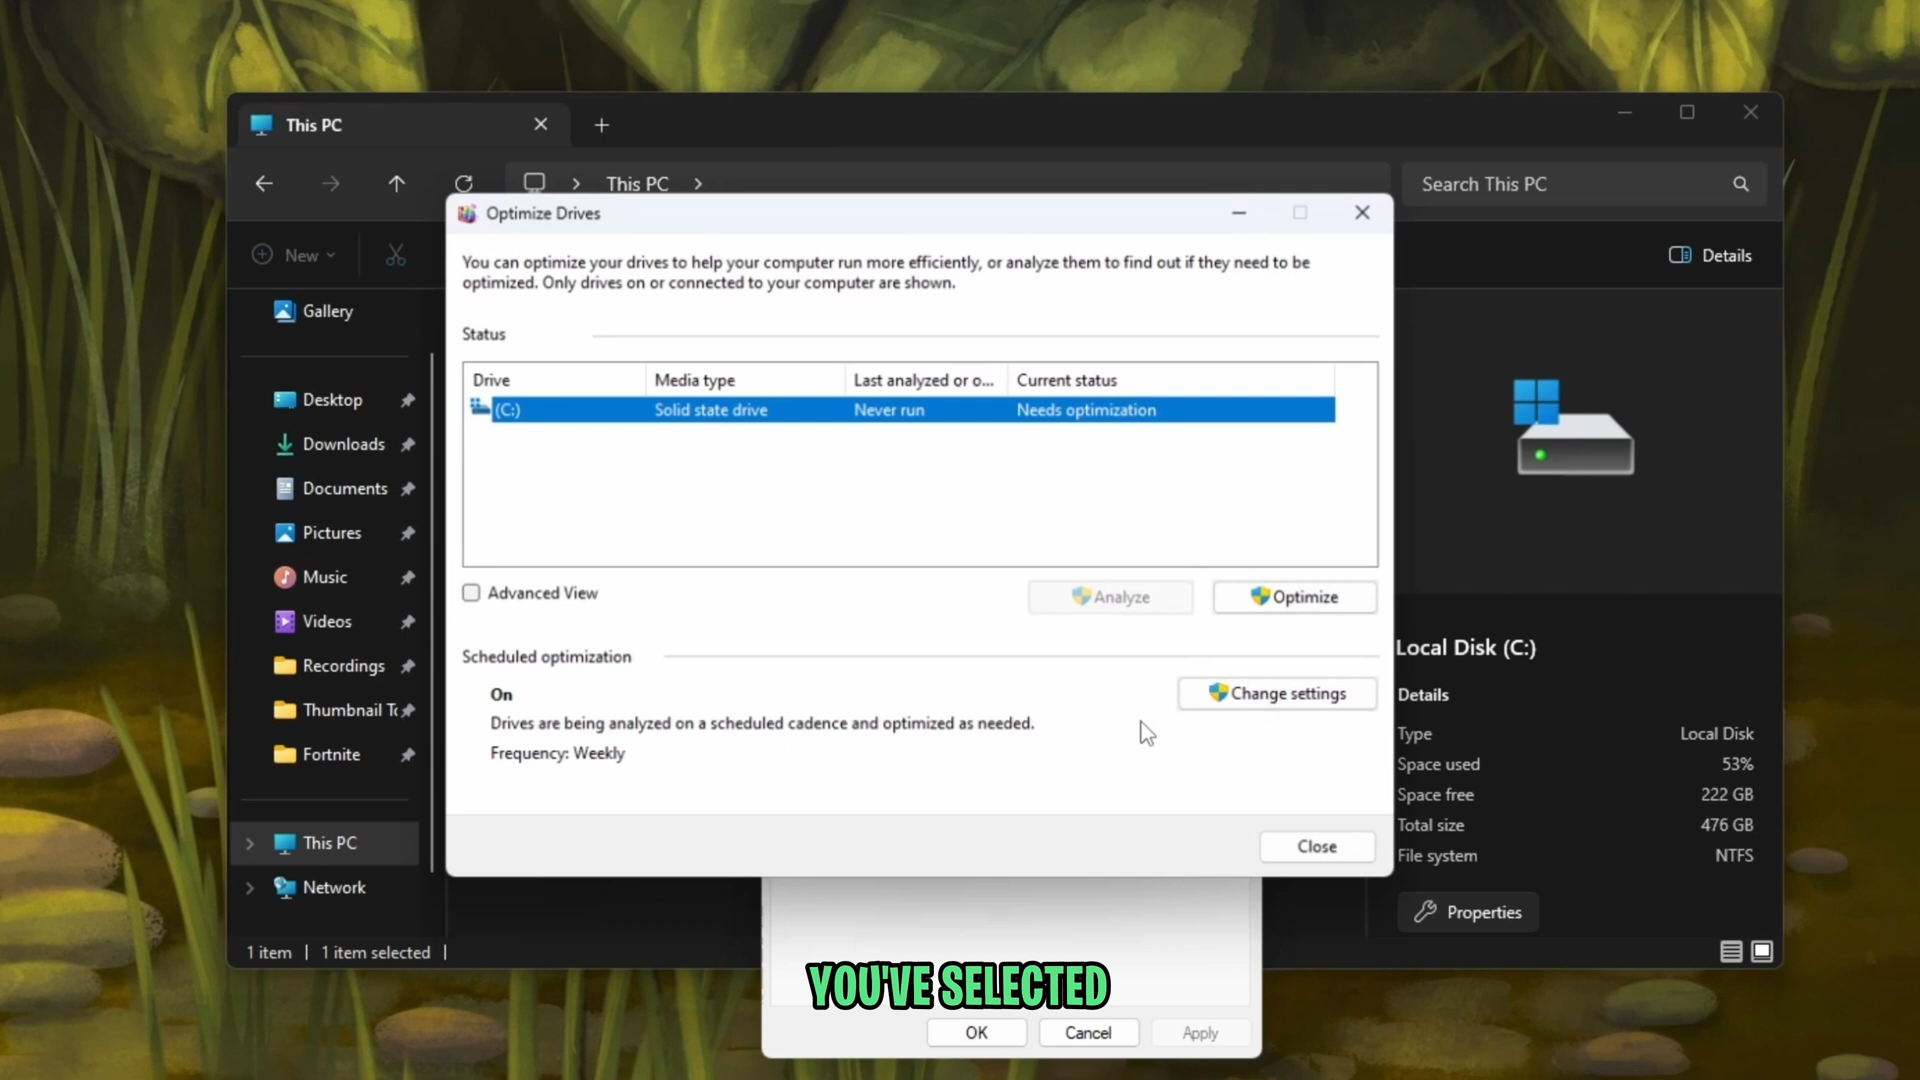 This PC
This PC
Search This PC
Optimize Drives
New
Details
You can optimize your drives to help your computer run more efficiently, or analyze them to find out if they need to be
optimized. Only drives on or connected to your computer are shown.
Gallery
Status
Drive Media type Last analyzed or o... Current status
(C:) Solid state drive Never run Needs optimization
Desktop
Downloads
Documents
Pictures
Music
Videos
Recordings
Thumbnail Tc
Fortnite
This PC
Network
Advanced View
Analyze
Optimize
Scheduled optimization
On
Change settings
Drives are being analyzed on a scheduled cadence and optimized as needed.
Frequency: Weekly
Close
Local Disk (C:)
Details
Type Local Disk
Space used 53%
Space free 222 GB
Total size 476 GB
File system NTFS
Properties
1 item | 1 item selected |
YOU'VE SELECTED
OK
Cancel
Apply